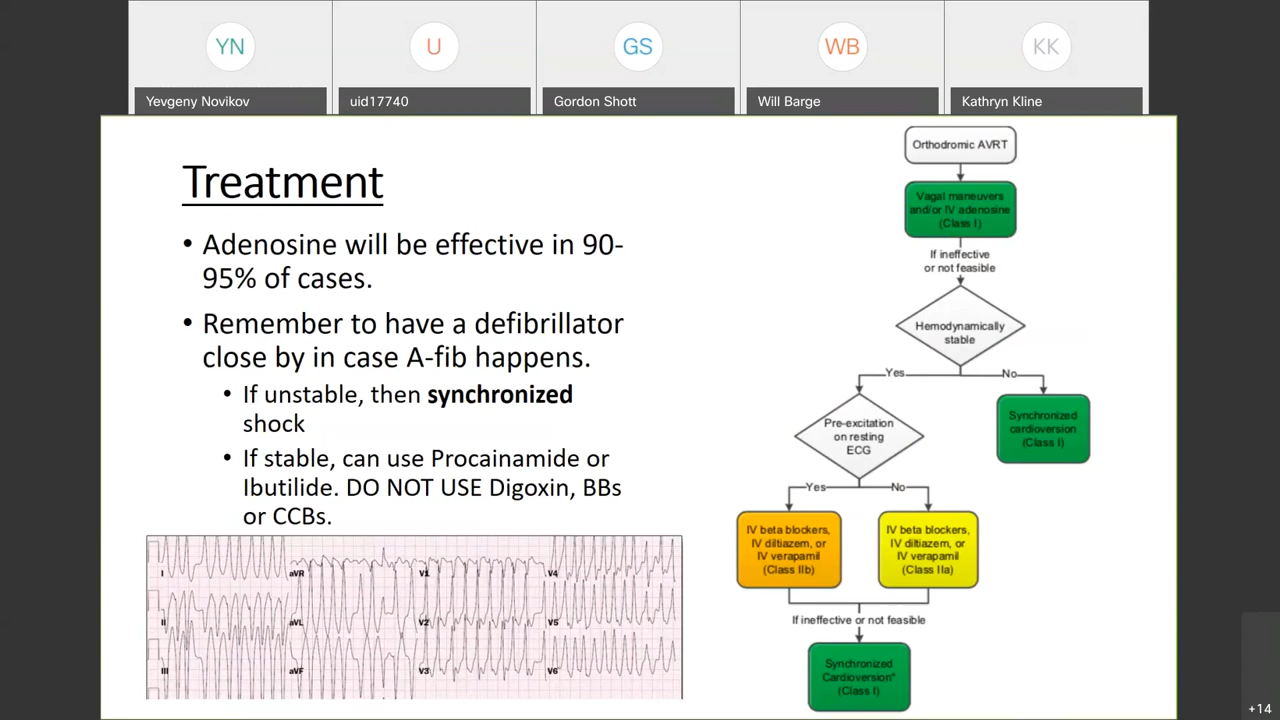 YN
U
GS
WB
KK
Yevgeny Novikov
uid17740
Gordon Shott
Will Barge
Kathryn Kline
Treatment
• Adenosine will be effective in 90-
95% of cases.
• Remember to have a defibrillator
close by in case A-fib happens.
• If unstable, then synchronized
shock
• If stable, can use Procainamide or
Ibutilide. DO NOT USE Digoxin, BBs
or CCBs.
I
aVR
V1
V4
II
aVL
V2
V5
III
aVF
V3
V6
Orthodromic AVRT
Vagal maneuvers
and/or IV adenosine
(Class I)
If ineffective
or not feasible
Hemodynamically
stable
Yes
No
Synchronized
cardioversion
(Class I)
Pre-excitation
on resting
ECG
Yes
No
IV beta blockers,
IV diltiazem, or
IV verapamil
(Class IIb)
IV beta blockers,
IV diltiazem, or
IV verapamil
(Class IIa)
If ineffective or not feasible
Synchronized
Cardioversion*
(Class I)
+14